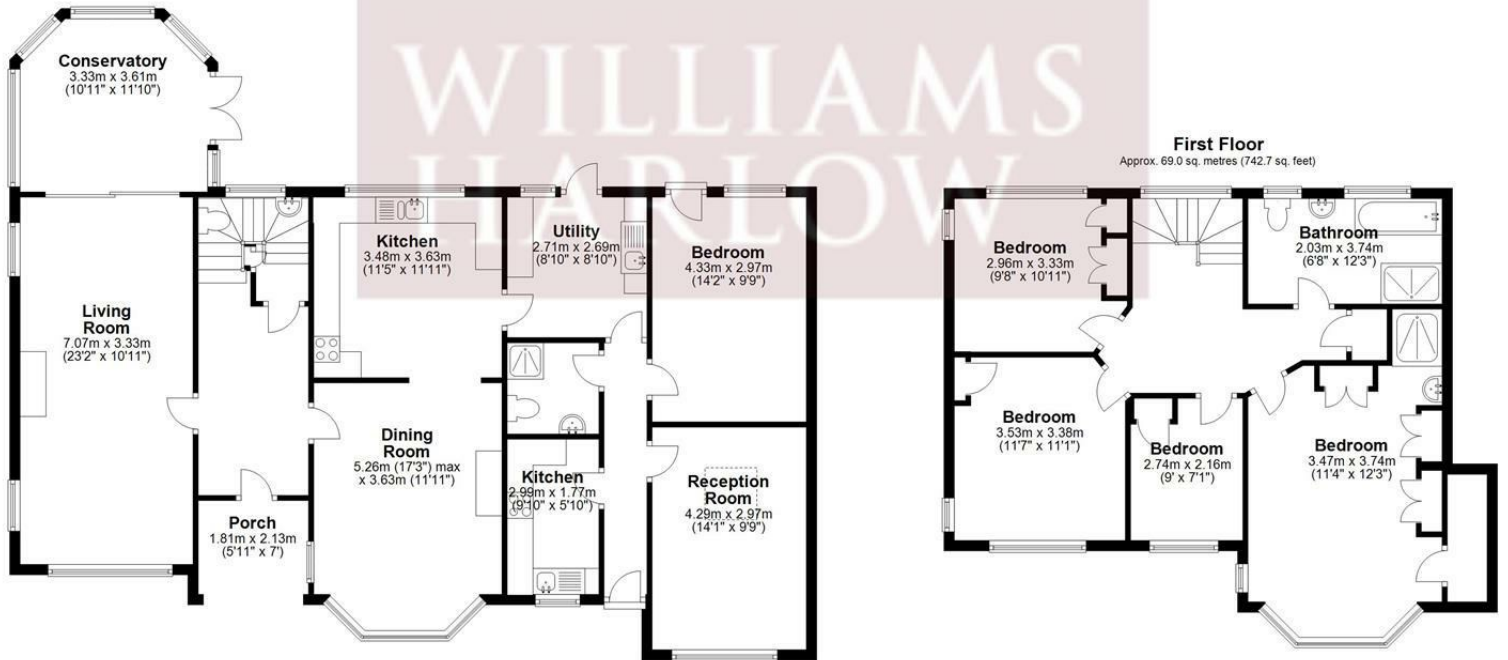 WILLIAMS
HARLOW
Conservatory
3.33m x 3.61m
(10'11" x 11'10")
Living
Room
7.07m x 3.33m
(23'2" x 10'11")
Porch
1.81m x 2.13m
(5'11" x 7')
Kitchen
3.48m x 3.63m
(11'5" x 11'11")
Dining
Room
5.26m (17'3") max
x 3.63m (11'11")
Utility
2.71m x 2.69m
(8'10" x 8'10")
Kitchen
2.99m x 1.77m
(9'10" x 5'10")
Bedroom
4.33m x 2.97m
(14'2" x 9'9")
Reception
Room
4.29m x 2.97m
(14'1" x 9'9")
First Floor
Approx. 69.0 sq. metres (742.7 sq. feet)
Bedroom
2.96m x 3.33m
(9'8" x 10'11")
Bathroom
2.03m x 3.74m
(6'8" x 12'3")
Bedroom
3.53m x 3.38m
(11'7" x 11'1")
Bedroom
2.74m x 2.16m
(9' x 7'1")
Bedroom
3.47m x 3.74m
(11'4" x 12'3")